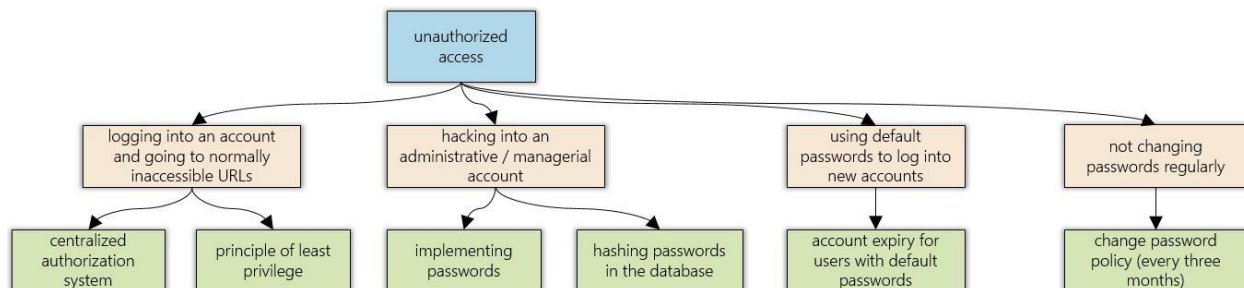 unauthorized
access
logging into an account
and going to normally
inaccessible URLs
hacking into an
administrative / managerial
account
using default
passwords to log into
new accounts
not changing
passwords regularly
centralized
authorization
system
principle of least
privilege
implementing
passwords
hashing passwords
in the database
account expiry for
users with default
passwords
change password
policy (every three
months)